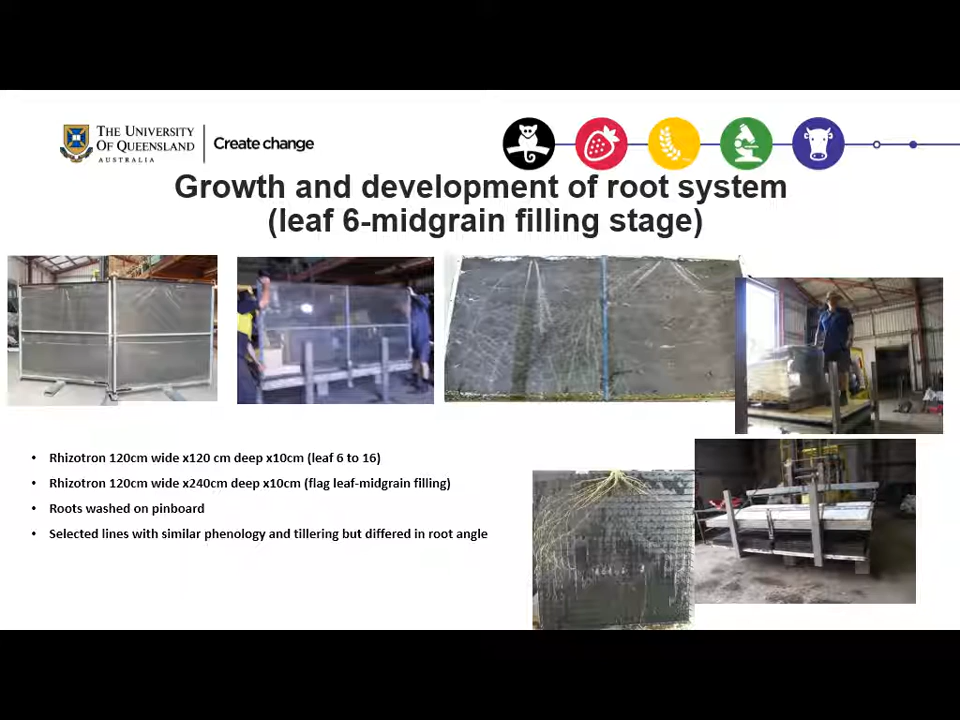 THE UNIVERSITY
OF QUEENSLAND
AUSTRALIA
Create change
Growth and development of root system
(leaf 6-midgrain filling stage)
• Rhizotron 120cm wide x120 cm deep x10cm (leaf 6 to 16)
• Rhizotron 120cm wide x240cm deep x10cm (flag leaf-midgrain filling)
• Roots washed on pinboard
• Selected lines with similar phenology and tillering but differed in root angle